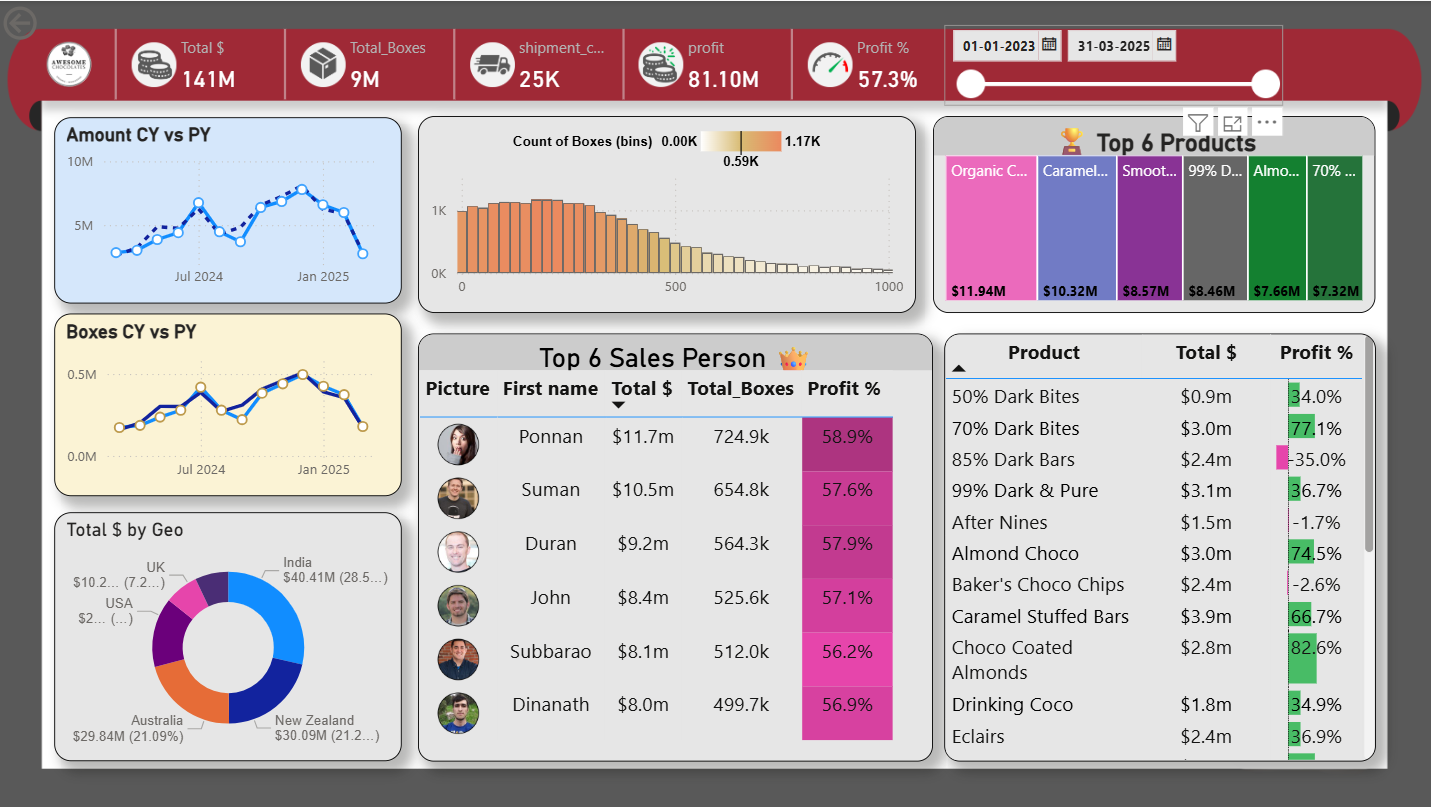 AWESOME
CHOCOLATES
Total $
141M
Total_Boxes
9M
shipment_c...
25K
profit
81.10M
Profit %
57.3%
01-01-2023
31-03-2025
Amount CY vs PY
10M
5M
Jul 2024
Jan 2025
Count of Boxes (bins) 0.00K 1.17K
0.59K
1K
0K
0
500
1000
Top 6 Products
Organic C...
Caramel...
Smoot...
99% D...
Almo...
70% ...
$11.94M
$10.32M
$8.57M
$8.46M
$7.66M
$7.32M
Boxes CY vs PY
0.5M
0.0M
Jul 2024
Jan 2025
Total $ by Geo
India
$40.41M (28.5...)
UK
$10.2... (7.2...)
USA
$2... (...)
Australia
$29.84M (21.09%)
New Zealand
$30.09M (21.2...)
Top 6 Sales Person
Picture First name Total $ Total_Boxes Profit %
Ponnan $11.7m 724.9k 58.9%
Suman $10.5m 654.8k 57.6%
Duran $9.2m 564.3k 57.9%
John $8.4m 525.6k 57.1%
Subbarao $8.1m 512.0k 56.2%
Dinanath $8.0m 499.7k 56.9%
Product Total $ Profit %
50% Dark Bites $0.9m 34.0%
70% Dark Bites $3.0m 77.1%
85% Dark Bars $2.4m -35.0%
99% Dark & Pure $3.1m 36.7%
After Nines $1.5m -1.7%
Almond Choco $3.0m 74.5%
Baker's Choco Chips $2.4m -2.6%
Caramel Stuffed Bars $3.9m 66.7%
Choco Coated $2.8m 82.6%
Almonds
Drinking Coco $1.8m 34.9%
Eclairs $2.4m 36.9%